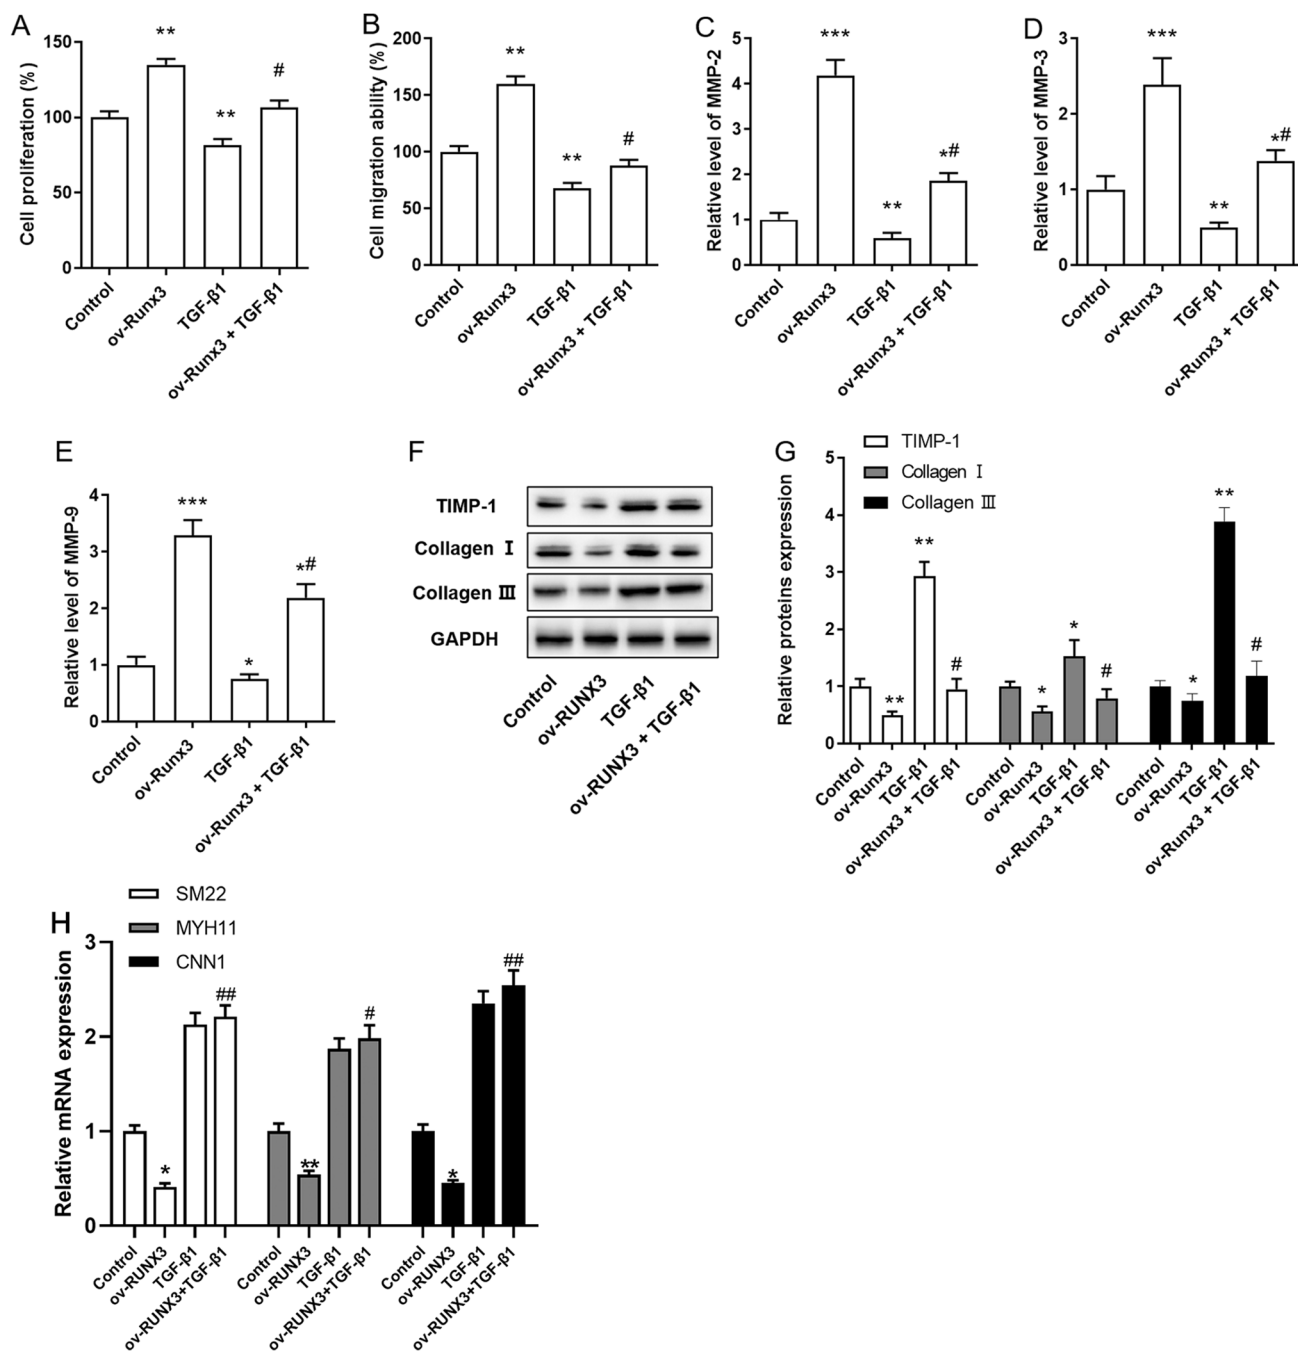 A
Cell proliferation (%)
150
100
50
0
**
**
#
Control
ov-Runx3
TGF-β1
ov-Runx3 + TGF-β1
B
Cell migration ability (%)
200
150
100
50
0
**
**
#
Control
ov-Runx3
TGF-β1
ov-Runx3 + TGF-β1
C
Relative level of MMP-2
5
4
3
2
1
0
***
**
*#
Control
ov-Runx3
TGF-β1
ov-Runx3 + TGF-β1
D
Relative level of MMP-3
3
2
1
0
***
**
*#
Control
ov-Runx3
TGF-β1
ov-Runx3 + TGF-β1
E
Relative level of MMP-9
4
3
2
1
0
***
*
*#
Control
ov-Runx3
TGF-β1
ov-Runx3 + TGF-β1
F
TIMP-1
Collagen Ⅰ
Collagen Ⅲ
GAPDH
Control
ov-RUNX3
TGF-β1
ov-RUNX3 + TGF-β1
G
TIMP-1
Collagen Ⅰ
Collagen Ⅲ
Relative proteins expression
5
4
3
2
1
0
**
**
#
*
*
#
*
**
#
Control
ov-Runx3
TGF-β1
ov-Runx3 + TGF-β1
Control
ov-Runx3
TGF-β1
ov-Runx3 + TGF-β1
Control
ov-Runx3
TGF-β1
ov-Runx3 + TGF-β1
H
SM22
MYH11
CNN1
Relative mRNA expression
3
2
1
0
*
##
**
#
*
##
Control
ov-RUNX3
TGF-β1
ov-RUNX3+TGF-β1
Control
ov-RUNX3
TGF-β1
ov-RUNX3+TGF-β1
Control
ov-RUNX3
TGF-β1
ov-RUNX3+TGF-β1